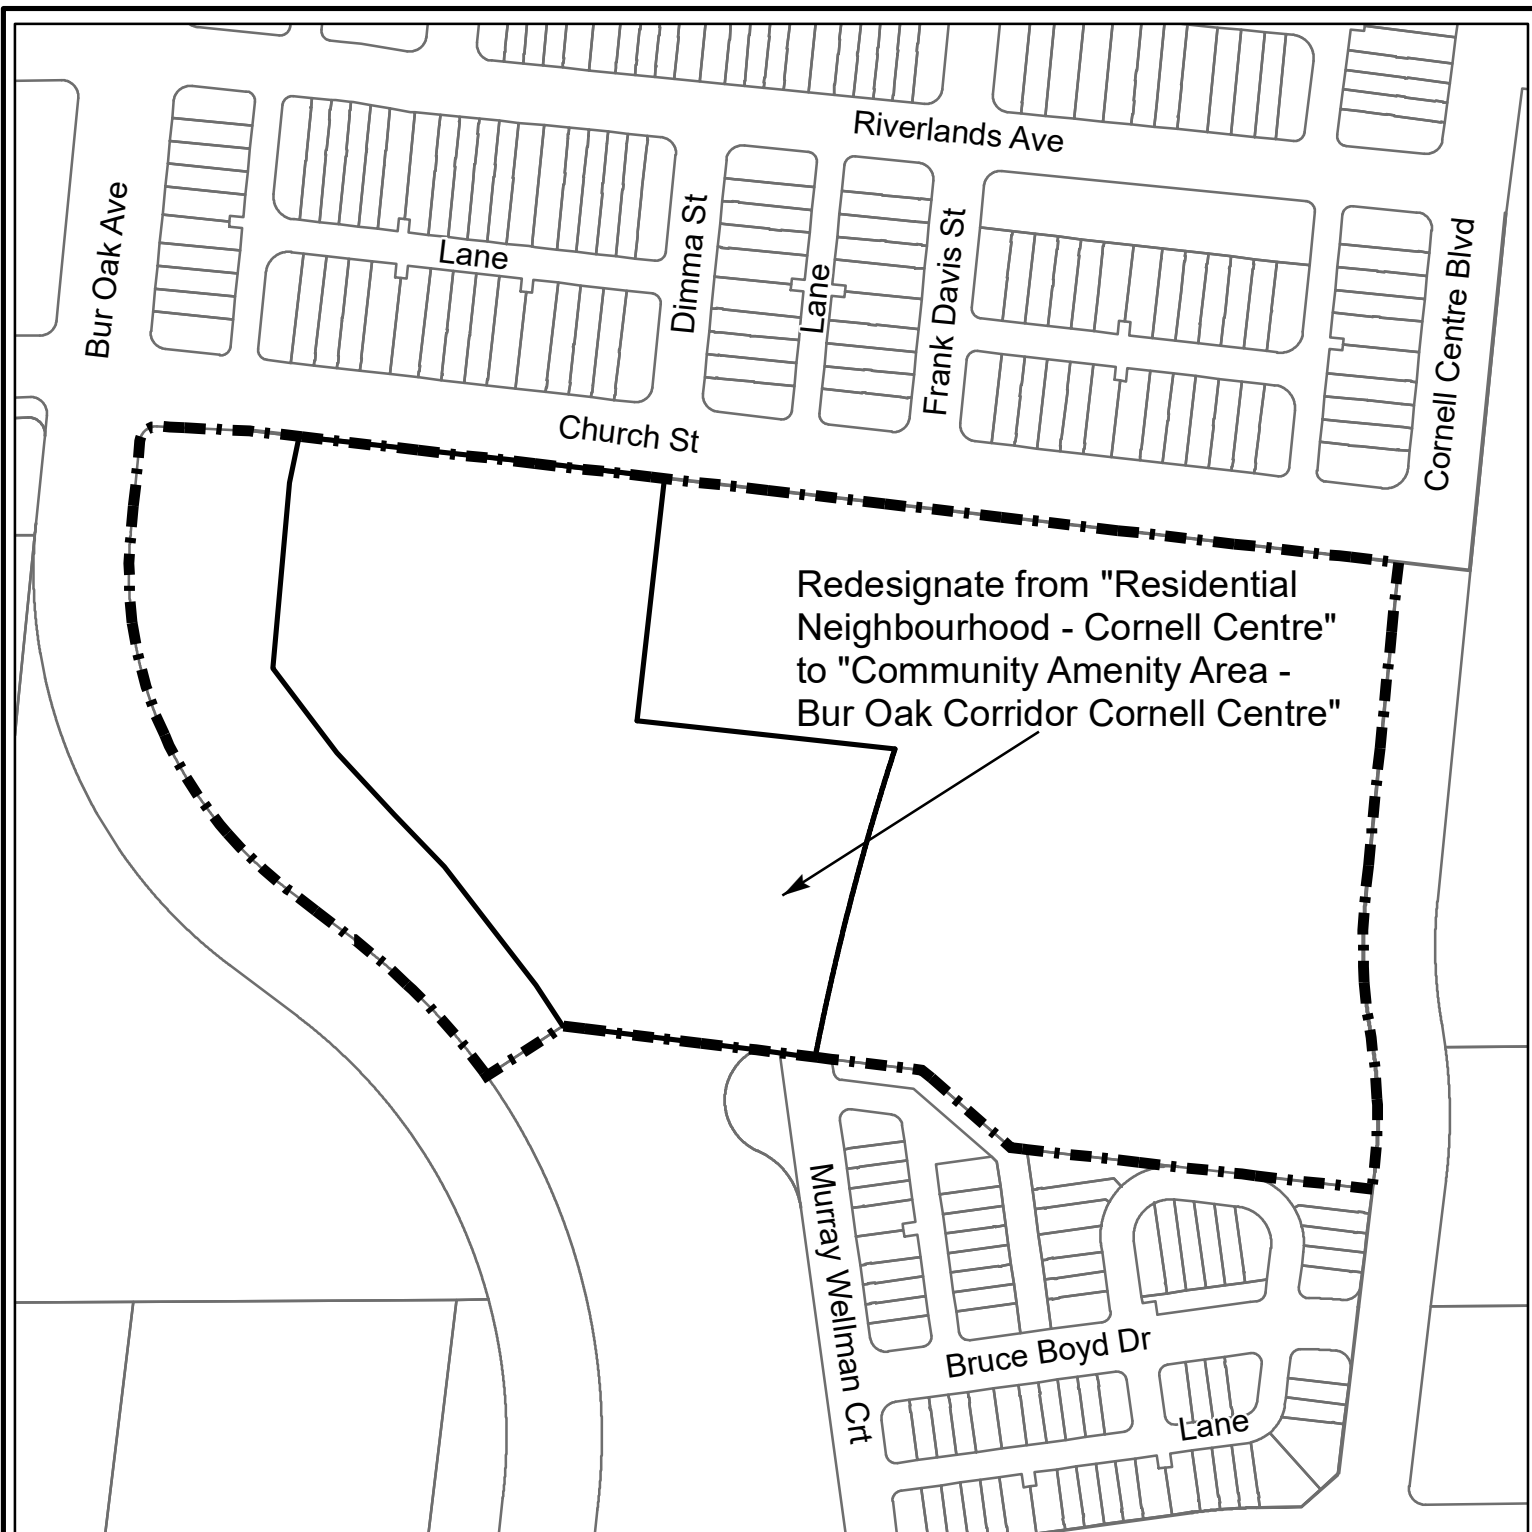 Riverlands Ave
Bur Oak Ave
Lane
Dimma St
Lane
Frank Davis St
Cornell Centre Blvd
Church St
Redesignate from "Residential
Neighbourhood - Cornell Centre"
to "Community Amenity Area -
Bur Oak Corridor Cornell Centre"
Murray Wellman Crt
Bruce Boyd Dr
Lane